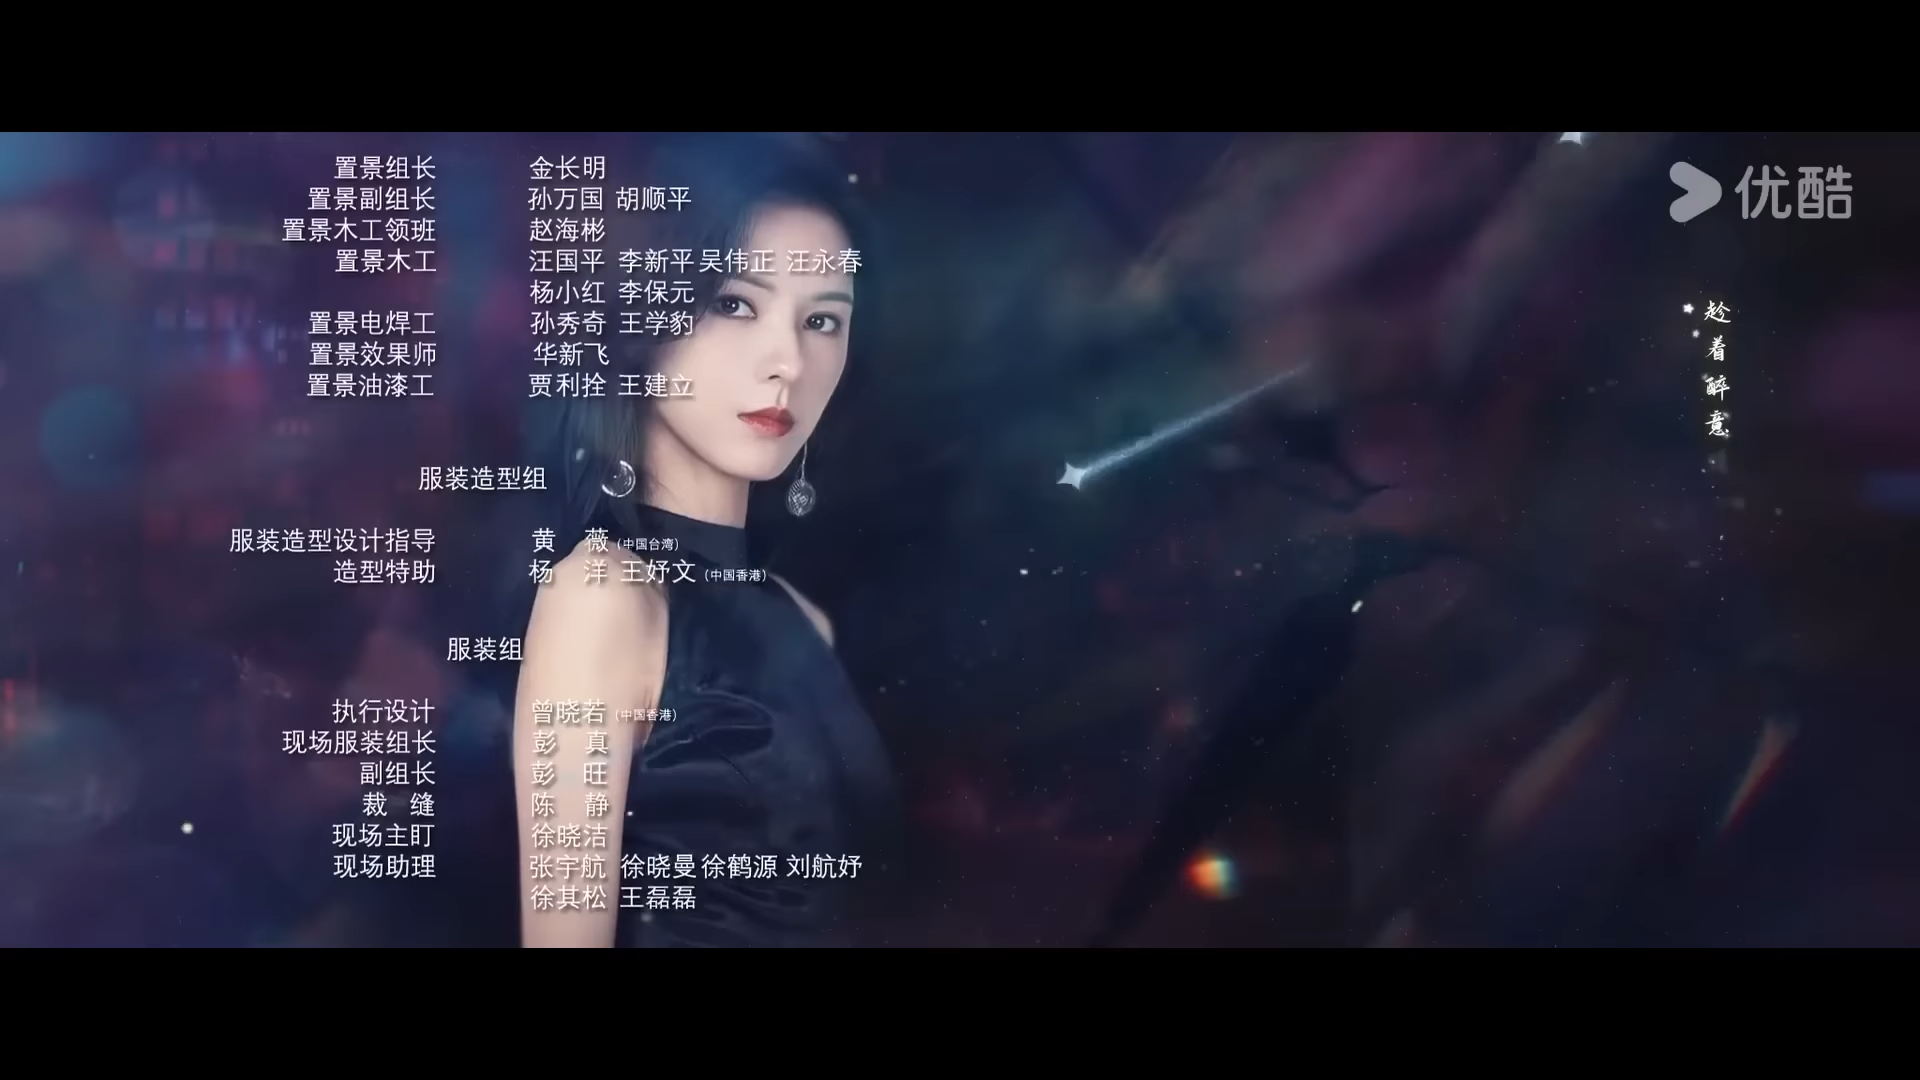 置景组长 金长明
置景副组长 孙万国 胡顺平
置景木工领班 赵海彬
置景木工 汪国平 李新平 吴伟正 汪永春
杨小红 李保元
置景电焊工 孙秀奇 王学豹
置景效果师 华新飞
置景油漆工 贾利拴 王建立
服装造型组
服装造型设计指导 黄 薇(中国台湾)
造型特助 杨 洋 王妤文(中国香港)
服装组
执行设计 曾晓若(中国香港)
现场服装组长 彭 真
副组长 彭 旺
裁 缝 陈 静
现场主盯 徐晓洁
现场助理 张宇航 徐晓曼 徐鹤源 刘航妤
徐其松 王磊磊
优酷
趁着醉意